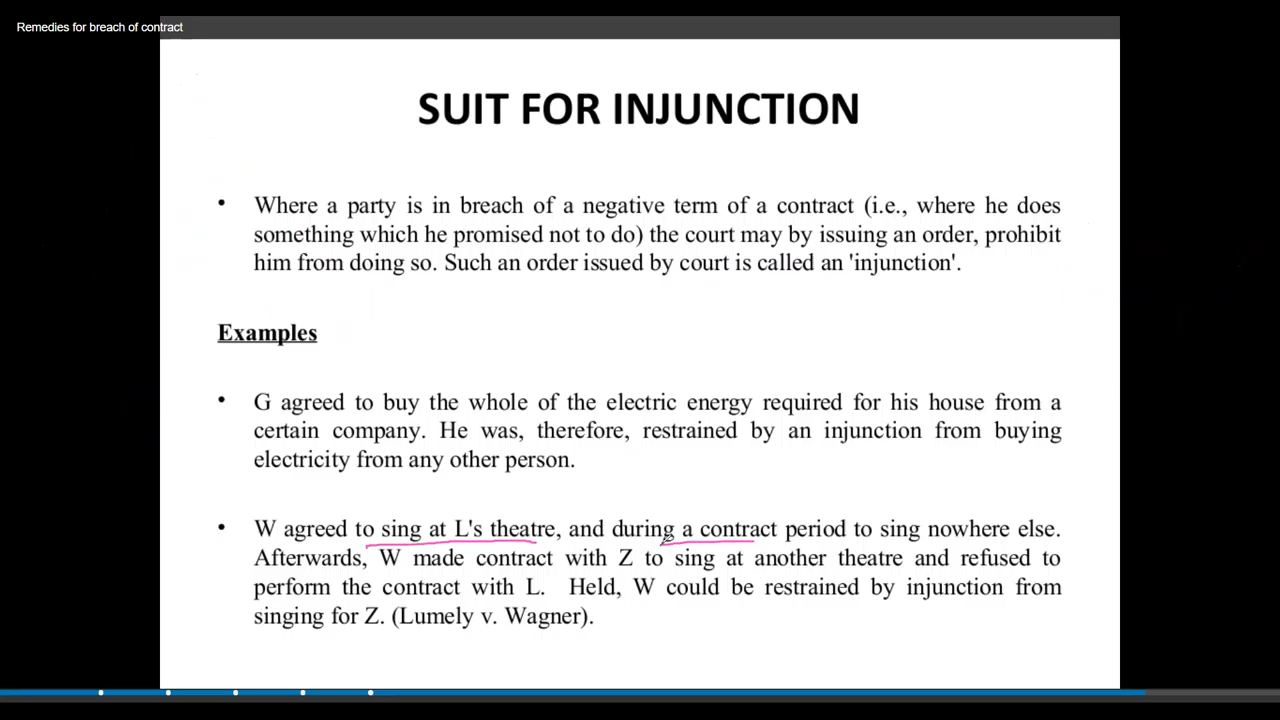 Remedies for breach of contract
SUIT FOR INJUNCTION
• Where a party is in breach of a negative term of a contract (i.e., where he does
something which he promised not to do) the court may by issuing an order, prohibit
him from doing so. Such an order issued by court is called an 'injunction'.
Examples
• G agreed to buy the whole of the electric energy required for his house from a
certain company. He was, therefore, restrained by an injunction from buying
electricity from any other person.
• W agreed to sing at L's theatre, and during a contract period to sing nowhere else.
Afterwards, W made contract with Z to sing at another theatre and refused to
perform the contract with L. Held, W could be restrained by injunction from
singing for Z. (Lumely v. Wagner).